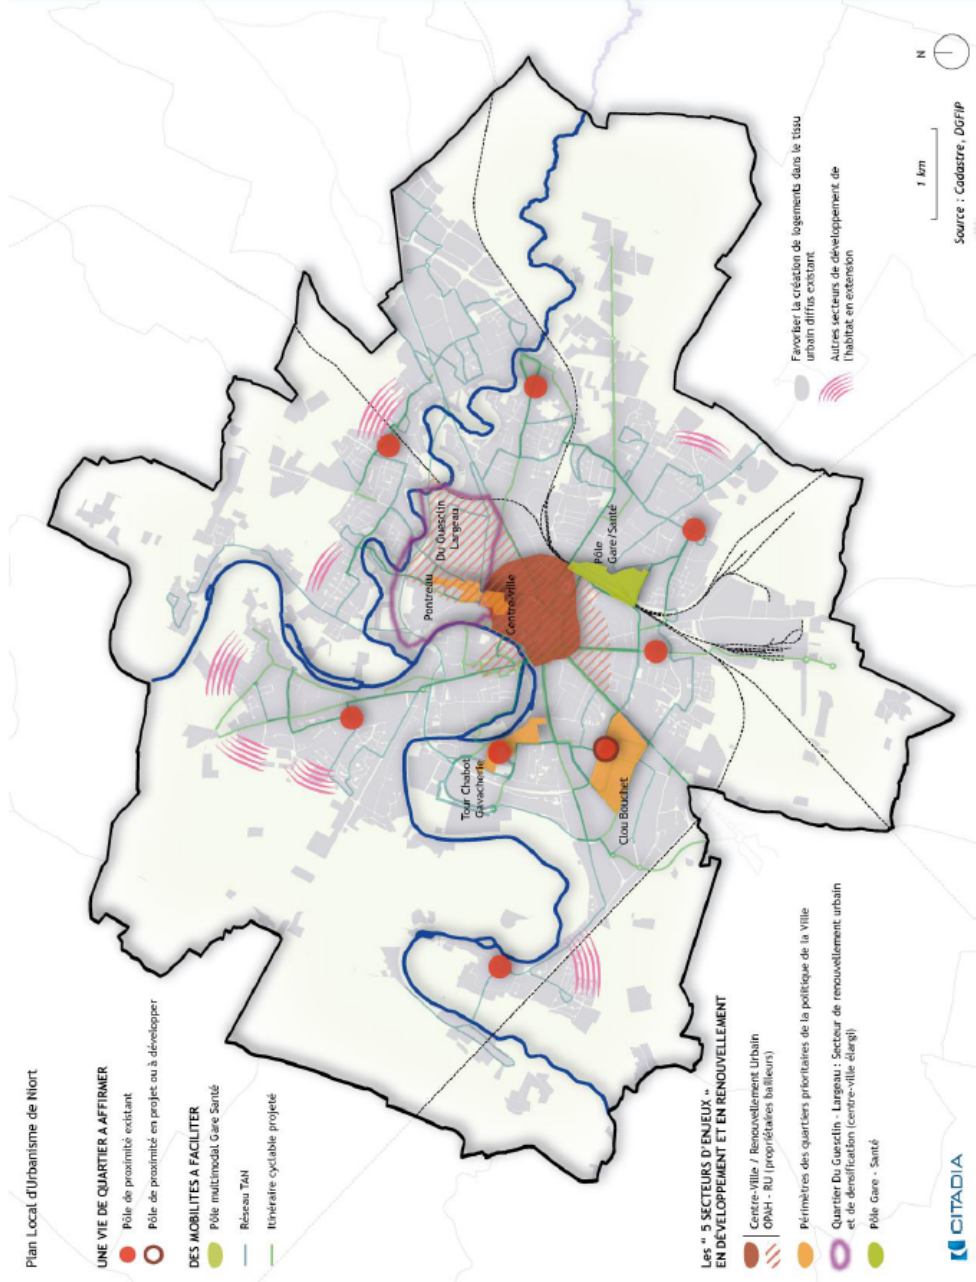 Plan Local d'Urbanisme de Niort
UNE VIE DE QUARTIER A AFFIRMER
Pôle de proximité existant
Pôle de proximité en projet ou à développer
DES MOBILITES A FACILITER
Pôle multimodal Gare Santé
Réseau TAN
Itinéraire cyclable projeté
Les " 5 SECTEURS D'ENJEUX "
EN DÉVELOPPEMENT ET EN RENOUVELLEMENT
Centre-Ville / Renouvellement Urbain
OPAH - RU (propriétaires bailleurs)
Périmètres des quartiers prioritaires de la politique de la Ville
Quartier Du Guesclin - Largeau : Secteur de renouvellement urbain
et de densification (centre-ville élargi)
Pôle Gare - Santé
CITADIA
Tour Chabot
Gavacherie
Clou Bouchet
Pontreau
Centre-ville
Du Guesclin
Largeau
Pôle
Gare/Santé
Favoriser la création de logements dans le tissu
urbain diffus existant
Autres secteurs de développement de
l'habitat en extension
N
1 km
Source : Cadastre, DGFiP